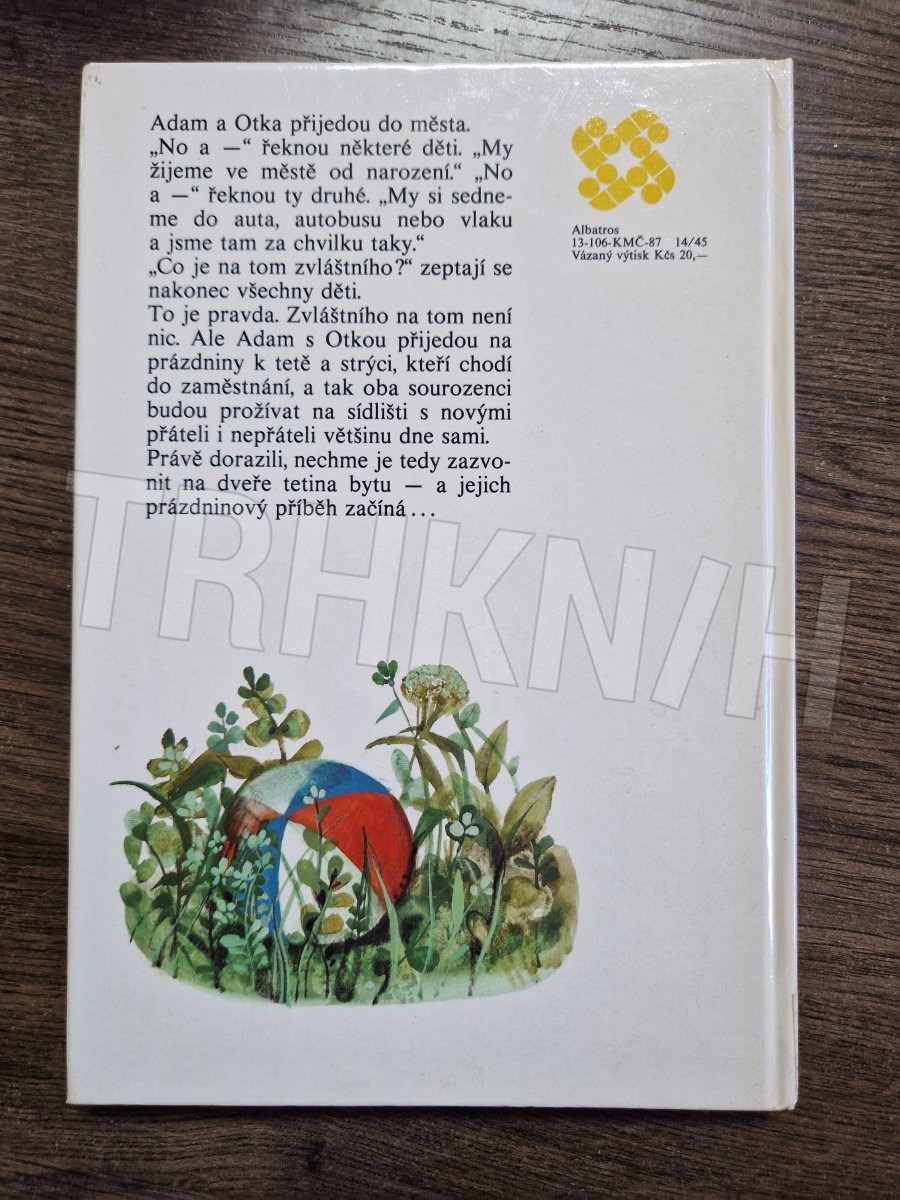 Adam a Otka přijedou do města.
„No a —“ řeknou některé děti. „My
žijeme ve městě od narození.“ „No
a —“ řeknou ty druhé. „My si sedne-
me do auta, autobusu nebo vlaku
a jsme tam za chvilku taky.“
„Co je na tom zvláštního?“ zeptají se
nakonec všechny děti.
To je pravda. Zvláštního na tom není
nic. Ale Adam s Otkou přijedou na
prázdniny k tetě a strýci, kteří chodí
do zaměstnání, a tak oba sourozenci
budou prožívat na sídlišti s novými
přáteli i nepřáteli většinu dne sami.
Právě dorazili, nechme je tedy zazvo-
nit na dveře tetina bytu — a jejich
prázdninový příběh začíná...
Albatros
13-106-KMČ-87 14/45
Vázaný výtisk Kčs 20,—
TRHKNIH